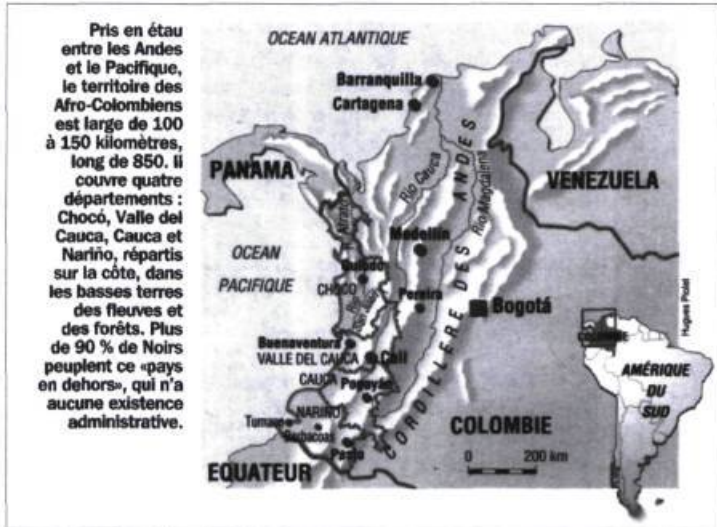 Pris en étau
entre les Andes
et le Pacifique,
le territoire des
Afro-Colombiens
est large de 100
à 150 kilomètres,
long de 850. Il
couvre quatre
départements :
Chocó, Valle del
Cauca, Cauca et
Nariño, répartis
sur la côte, dans
les basses terres
des fleuves et
des forêts. Plus
de 90 % de Noirs
peuplent ce «pays
en dehors», qui n'a
aucune existence
administrative.
OCEAN ATLANTIQUE
Barranquilla
Cartagena
PANAMA
VENEZUELA
Rio Cauca
Rio Magdalena
CORDILLERE DES ANDES
Atrato
Medellín
OCEAN
PACIFIQUE
Quibdó
CHOCO
Pereira
Bogotá
Buenaventura
VALLE DEL CAUCA
Cali
CAUCA
Popayán
NARIÑO
Tumaco
Barbacoas
Pasto
COLOMBIE
EQUATEUR
0 200 km
Hugues Piolet
COLOMBIE
AMÉRIQUE
DU
SUD